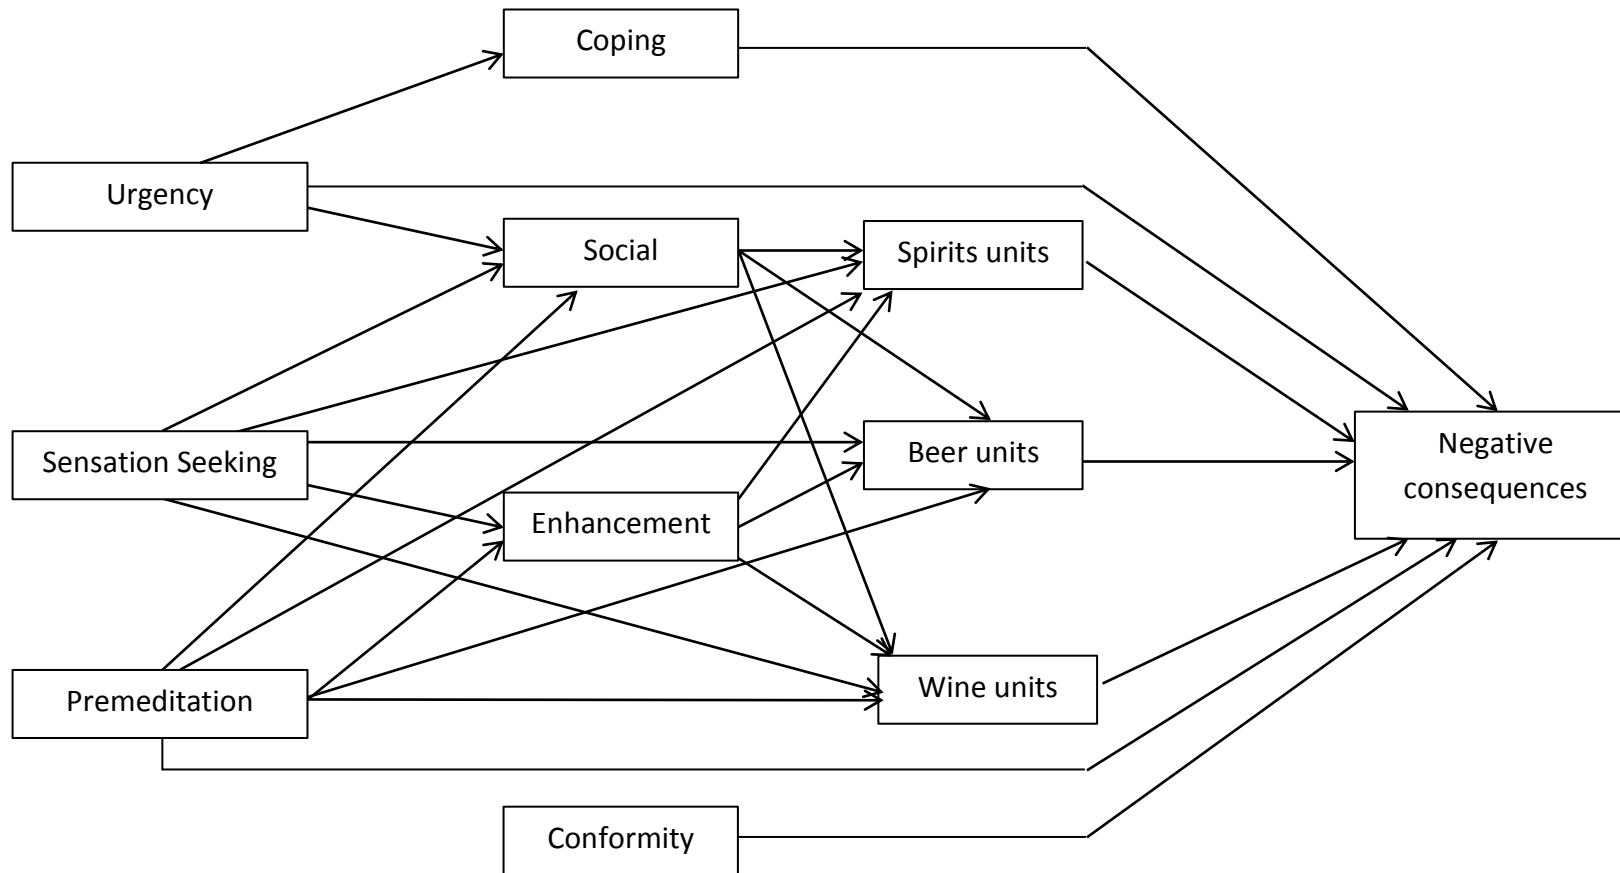 Coping
Urgency
Social
Spirits units
Sensation Seeking
Beer units
Negative
consequences
Enhancement
Premeditation
Wine units
Conformity